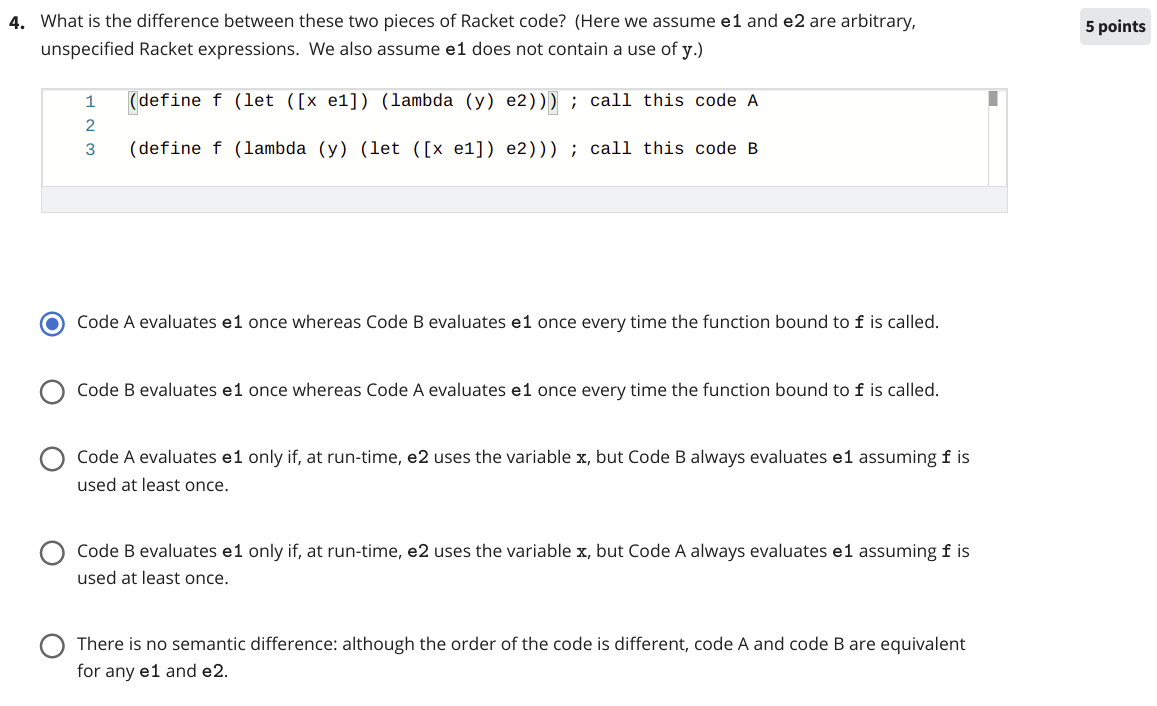 4. What is the difference between these two pieces of Racket code? (Here we assume e1 and e2 are arbitrary,
5 points
unspecified Racket expressions. We also assume e1 does not contain a use of y.)
1 (define f (let ([x e1]) (lambda (y) e2))) ; call this code A
2
3 (define f (lambda (y) (let ([x e1]) e2))) ; call this code B
Code A evaluates e1 once whereas Code B evaluates e1 once every time the function bound to f is called.
Code B evaluates e1 once whereas Code A evaluates e1 once every time the function bound to f is called.
Code A evaluates e1 only if, at run-time, e2 uses the variable x, but Code B always evaluates e1 assuming f is
used at least once.
Code B evaluates e1 only if, at run-time, e2 uses the variable x, but Code A always evaluates e1 assuming f is
used at least once.
There is no semantic difference: although the order of the code is different, code A and code B are equivalent
for any e1 and e2.